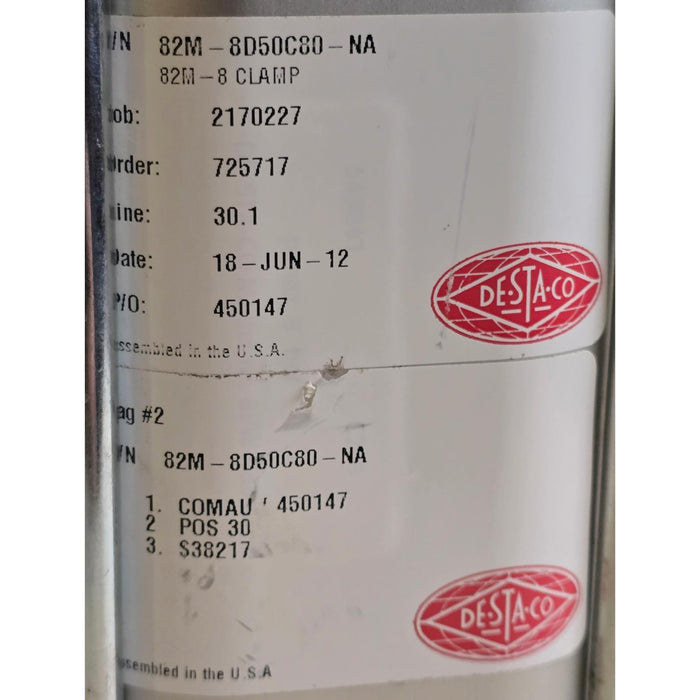 /N 82M-8D50C80-NA
82M-8 CLAMP
ob: 2170227
rder: 725717
ine: 30.1
ate: 18-JUN-12
P/O: 450147
ssembled in the U.S.A.
DE·STA·CO
ag #2
/N 82M-8D50C80-NA
1. COMAU ' 450147
2 POS 30
3. S38217
DE·STA·CO
ssembled in the U.S.A